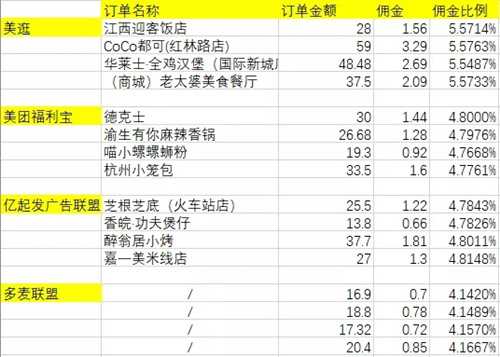 订单名称 订单金额 佣金 佣金比例
美逛 江西迎客饭店 28 1.56 5.5714%
CoCo都可(红林路店) 59 3.29 5.5763%
华莱士·全鸡汉堡（国际新城店 48.48 2.69 5.5487%
（商城）老太婆美食餐厅 37.5 2.09 5.5733%
美团福利宝 德克士 30 1.44 4.8000%
渝生有你麻辣香锅 26.68 1.28 4.7976%
喵小螺螺蛳粉 19.3 0.92 4.7668%
杭州小笼包 33.5 1.6 4.7761%
亿起发广告联盟 芝根芝底（火车站店） 25.5 1.22 4.7843%
香皖·功夫煲仔 13.8 0.66 4.7826%
醉翁居小烤 37.7 1.81 4.8011%
嘉一美米线店 27 1.3 4.8148%
多麦联盟 / 16.9 0.7 4.1420%
/ 18.8 0.78 4.1489%
/ 17.32 0.72 4.1570%
/ 20.4 0.85 4.1667%